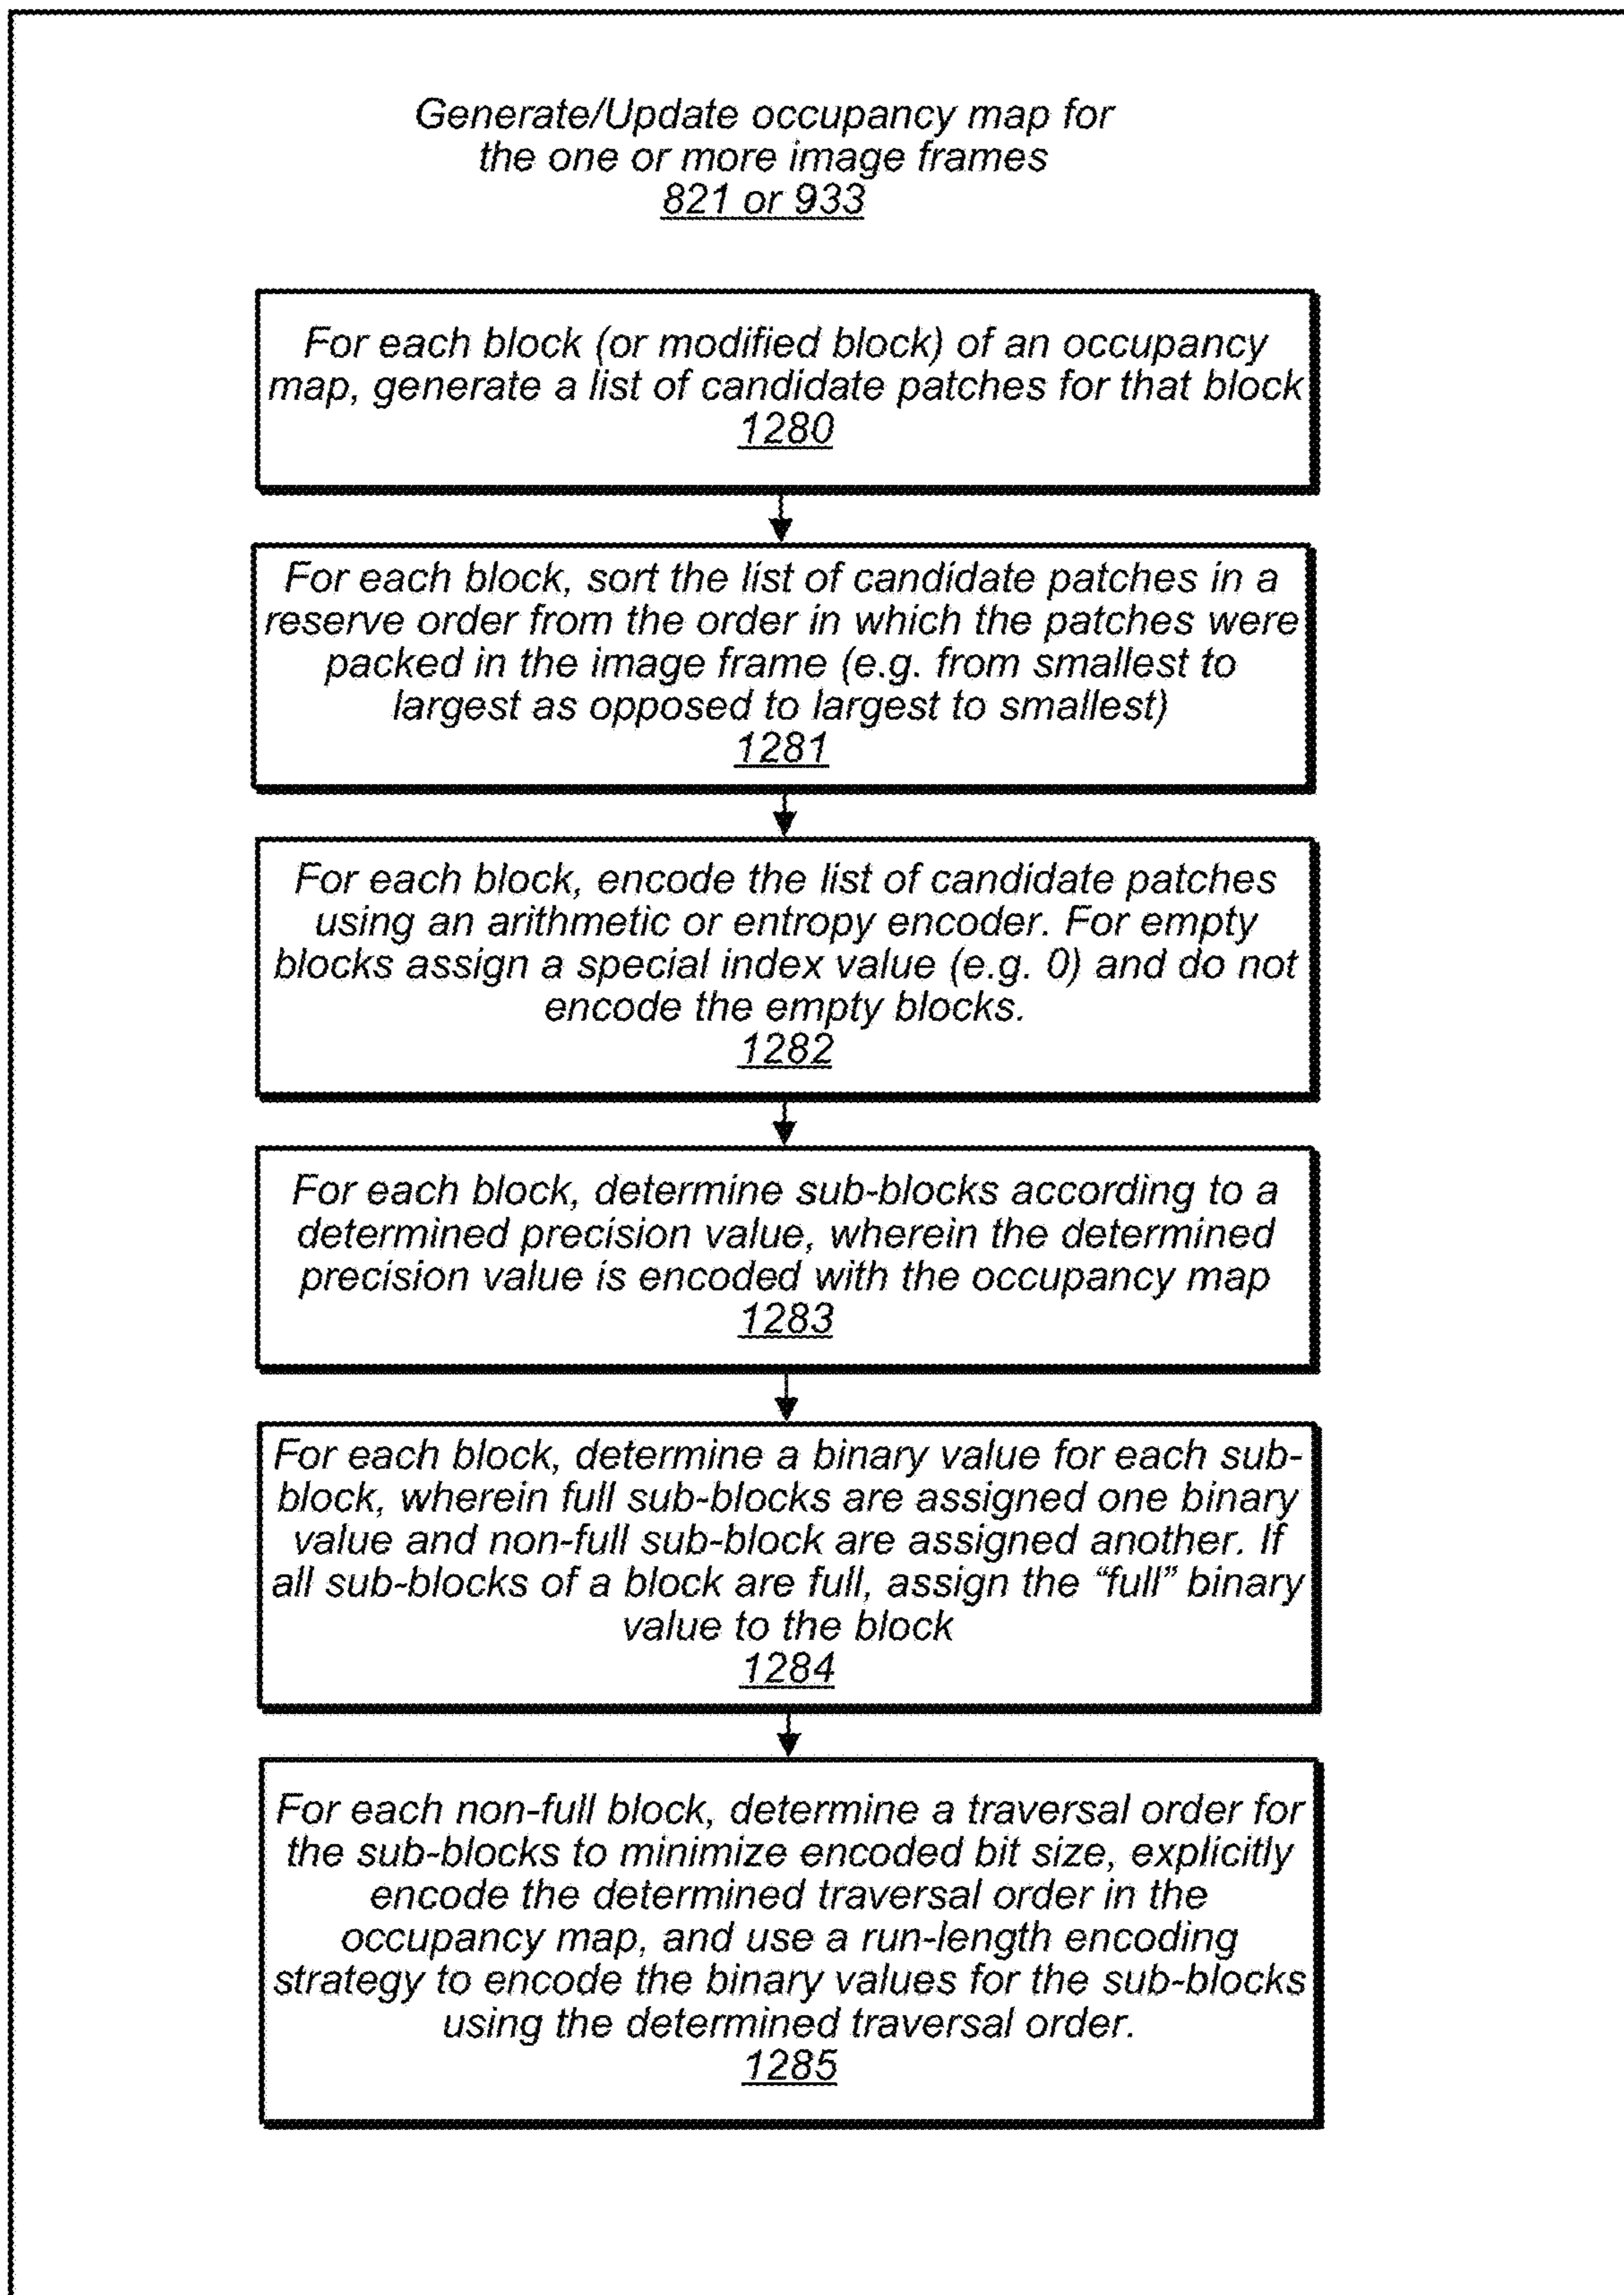 Generate/Update occupancy map for
the one or more image frames
821 or 933
For each block (or modified block) of an occupancy
map, generate a list of candidate patches for that block
1280
For each block, sort the list of candidate patches in a
reserve order from the order in which the patches were
packed in the image frame (e.g. from smallest to
largest as opposed to largest to smallest)
1281
For each block, encode the list of candidate patches
using an arithmetic or entropy encoder. For empty
blocks assign a special index value (e.g. 0) and do not
encode the empty blocks.
1282
For each block, determine sub-blocks according to a
determined precision value, wherein the determined
precision value is encoded with the occupancy map
1283
For each block, determine a binary value for each sub-
block, wherein full sub-blocks are assigned one binary
value and non-full sub-block are assigned another. If
all sub-blocks of a block are full, assign the “full” binary
value to the block
1284
For each non-full block, determine a traversal order for
the sub-blocks to minimize encoded bit size, explicitly
encode the determined traversal order in the
occupancy map, and use a run-length encoding
strategy to encode the binary values for the sub-blocks
using the determined traversal order.
1285